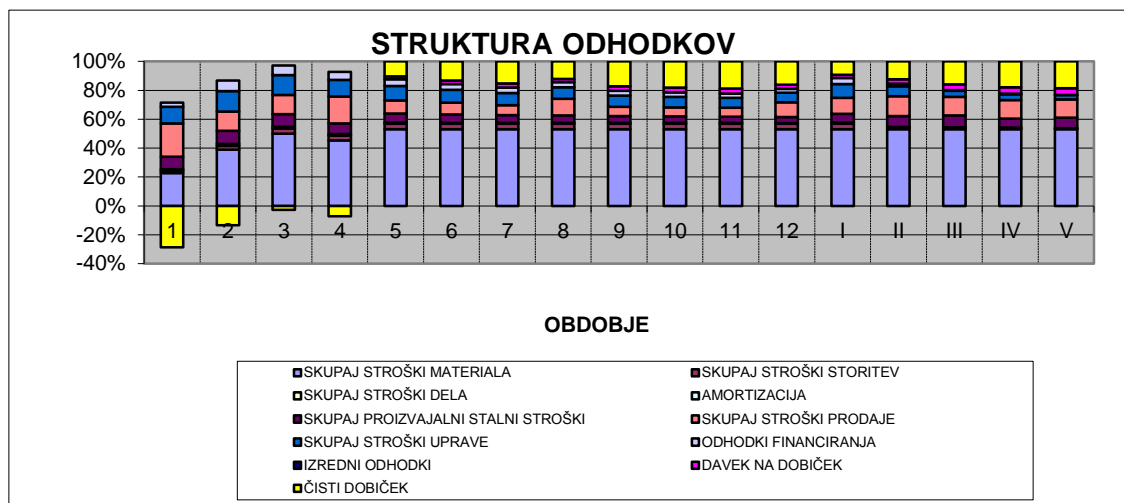 STRUKTURA ODHODKOV
100%
80%
60%
40%
20%
0%
-20%
-40%
1 2 3 4 5 6 7 8 9 10 11 12 I II III IV V
OBDOBJE
SKUPAJ STROŠKI MATERIALA SKUPAJ STROŠKI STORITEV
SKUPAJ STROŠKI DELA AMORTIZACIJA
SKUPAJ PROIZVAJALNI STALNI STROŠKI SKUPAJ STROŠKI PRODAJE
SKUPAJ STROŠKI UPRAVE ODHODKI FINANCIRANJA
IZREDNI ODHODKI DAVEK NA DOBIČEK
ČISTI DOBIČEK